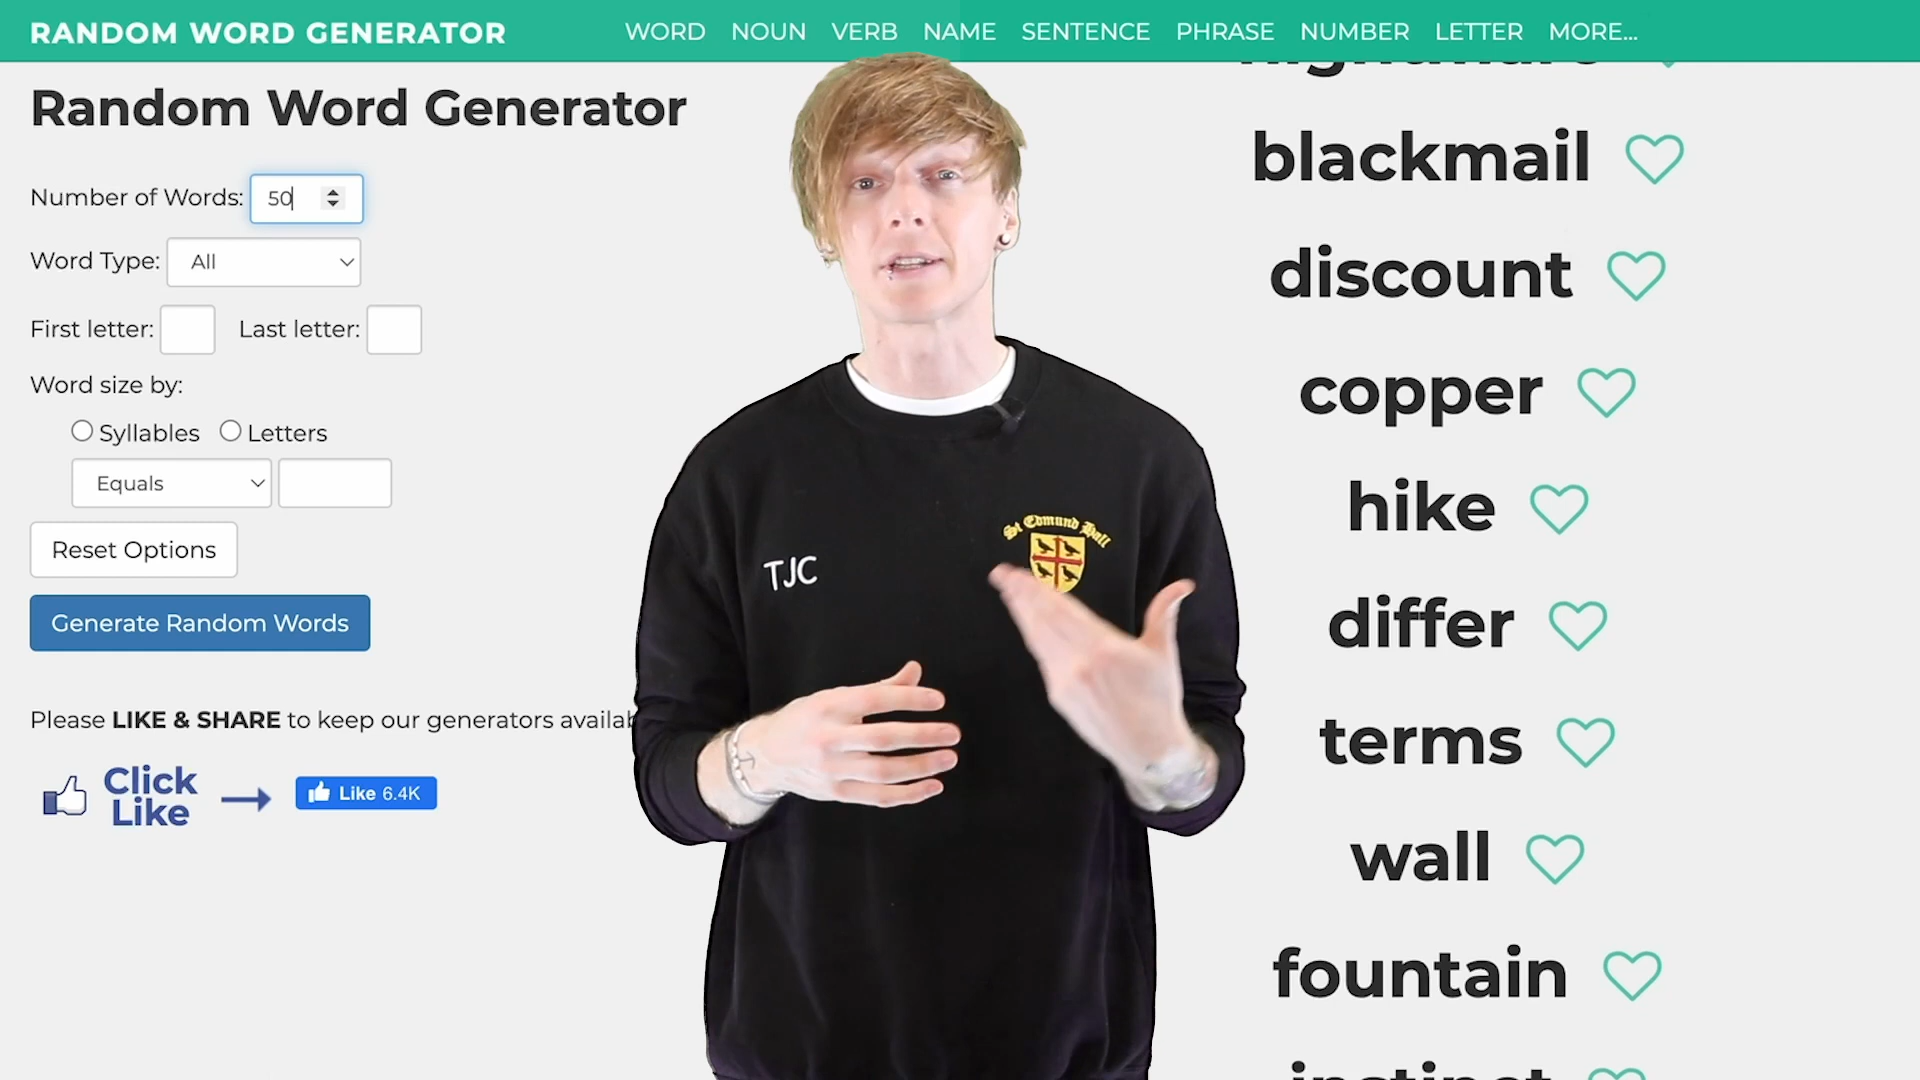 RANDOM WORD GENERATOR
WORD NOUN VERB NAME SENTENCE PHRASE NUMBER LETTER MORE...
Random Word Generator
Number of Words: 50
Word Type: All
First letter: Last letter:
Word size by:
Syllables Letters
Equals
Reset Options
Generate Random Words
Please LIKE & SHARE to keep our generators
Click
Like
Like 6.4K
TJC
St Edmund Hall
blackmail
discount
copper
hike
differ
terms
wall
fountain